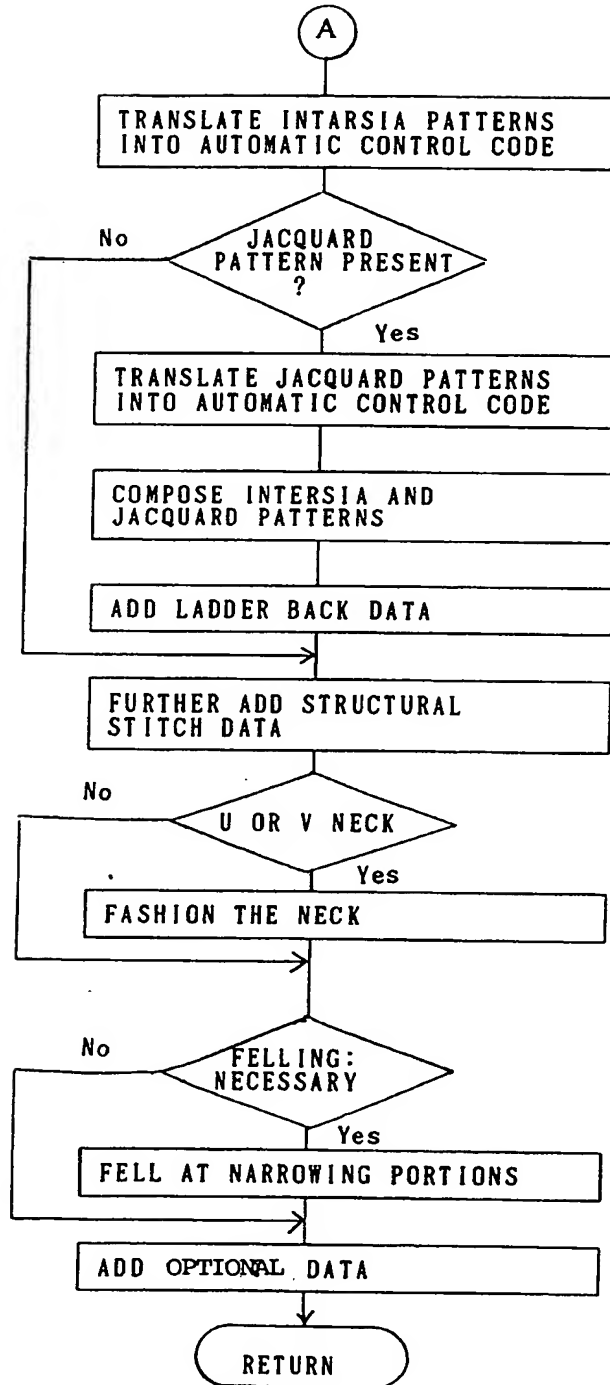 A
TRANSLATE INTARSIA PATTERNS
INTO AUTOMATIC CONTROL CODE
No
JACQUARD
PATTERN PRESENT
?
Yes
TRANSLATE JACQUARD PATTERNS
INTO AUTOMATIC CONTROL CODE
COMPOSE INTERSIA AND
JACQUARD PATTERNS
ADD LADDER BACK DATA
FURTHER ADD STRUCTURAL
STITCH DATA
No
U OR V NECK
Yes
FASHION THE NECK
No
FELLING:
NECESSARY
Yes
FELL AT NARROWING PORTIONS
ADD OPTIONAL DATA
RETURN